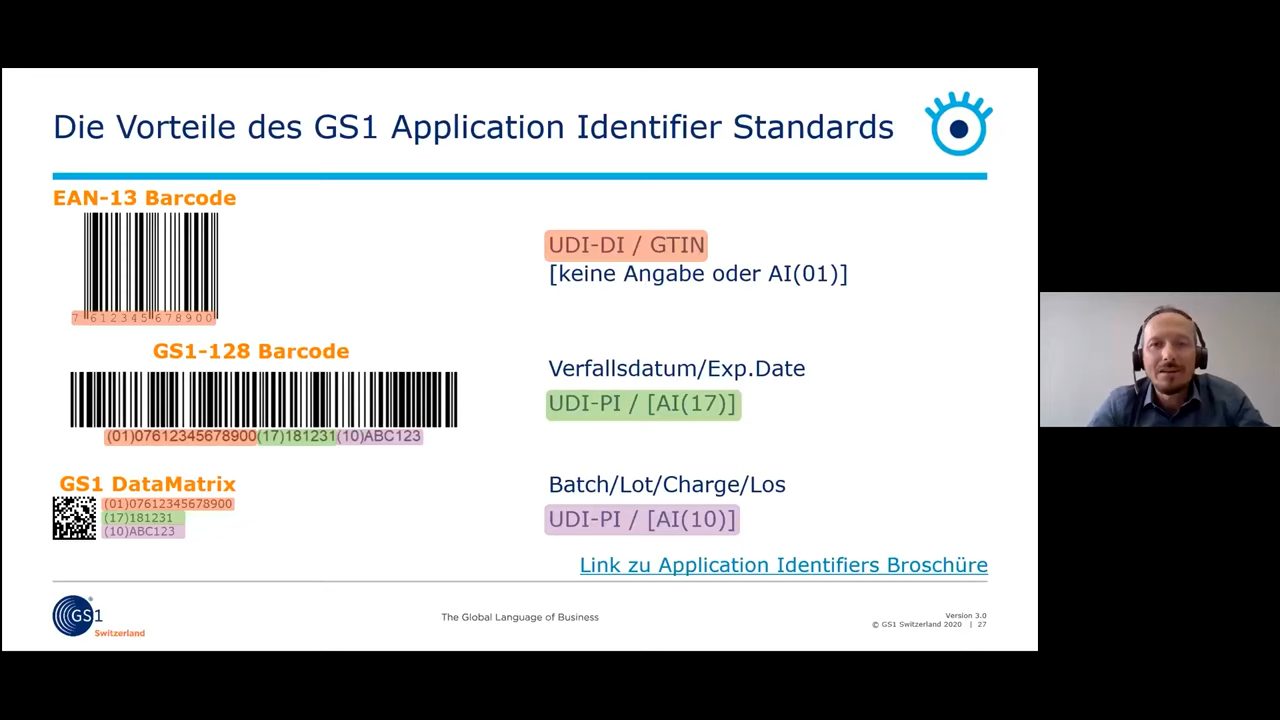 Die Vorteile des GS1 Application Identifier Standards
EAN-13 Barcode
7 612345 678900
UDI-DI / GTIN
[keine Angabe oder AI(01)]
GS1-128 Barcode
(01)07612345678900(17)181231(10)ABC123
Verfallsdatum/Exp.Date
UDI-PI / [AI(17)]
GS1 DataMatrix
(01)07612345678900
(17)181231
(10)ABC123
Batch/Lot/Charge/Los
UDI-PI / [AI(10)]
Link zu Application Identifiers Broschüre
GS1 ®
Switzerland
The Global Language of Business
Version 3.0
© GS1 Switzerland 2020 | 27